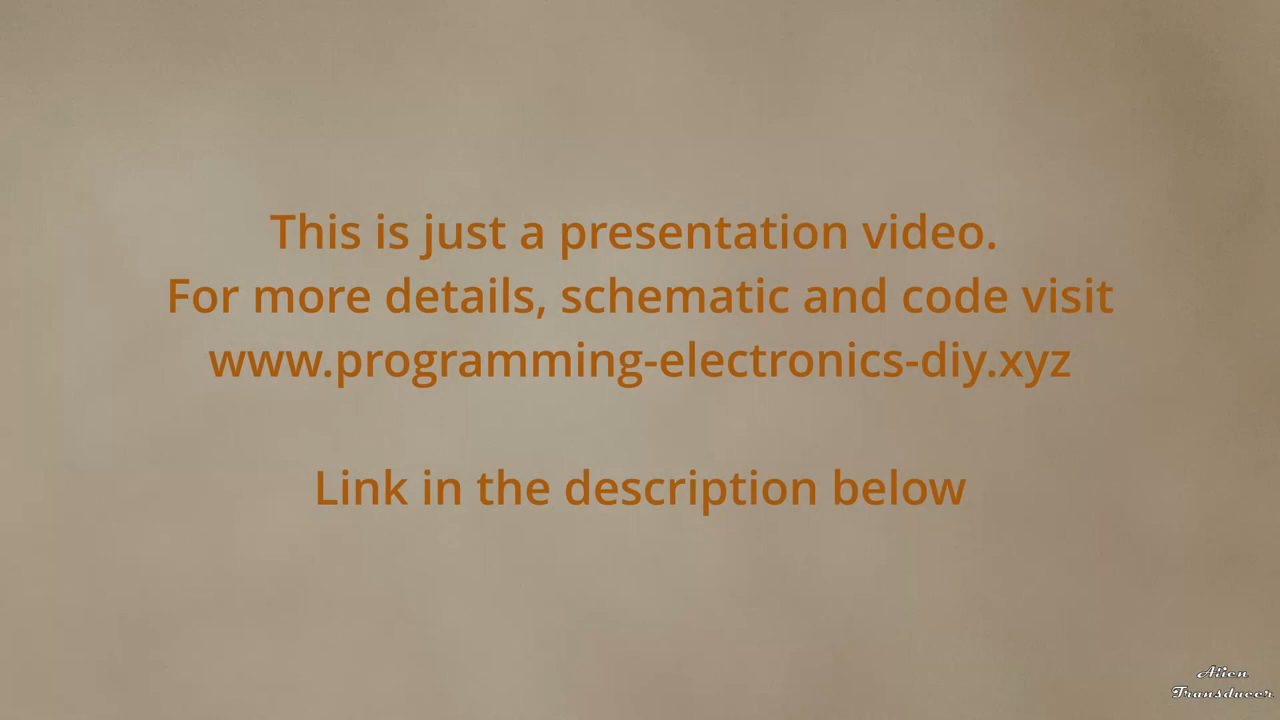 This is just a presentation video.
For more details, schematic and code visit
www.programming-electronics-diy.xyz
Link in the description below
Alien
Transducer